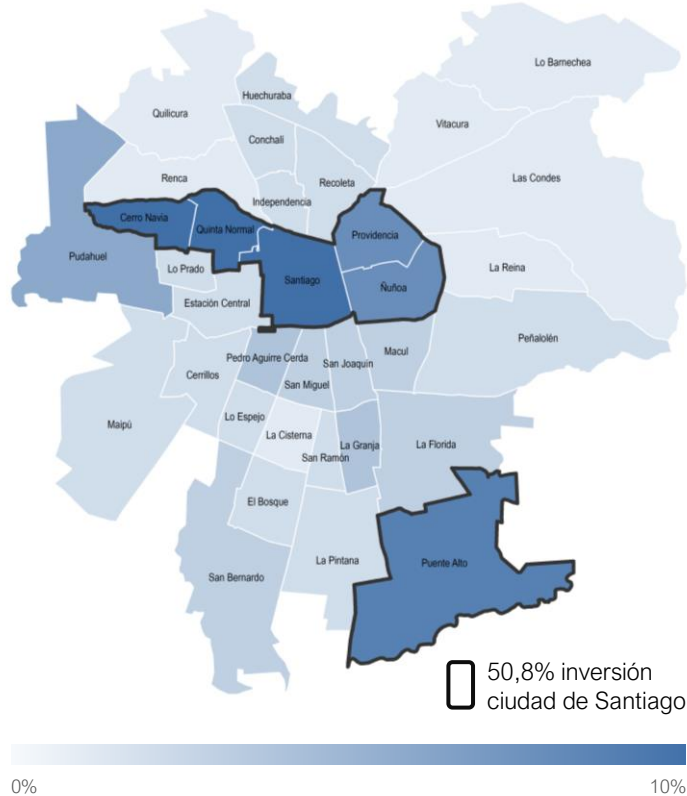 Lo Barnechea
Huechuraba
Quilicura
Vitacura
Conchalí
Renca
Recoleta
Las Condes
Independencia
Cerro Navia
Quinta Normal
Providencia
Pudahuel
Lo Prado
La Reina
Santiago
Ñuñoa
Estación Central
Peñalolén
Pedro Aguirre Cerda
San Joaquín
Macul
Cerrillos
San Miguel
Lo Espejo
Maipú
La Cisterna
La Granja
La Florida
San Ramón
El Bosque
La Pintana
Puente Alto
San Bernardo
50,8% inversión
ciudad de Santiago
0%
10%